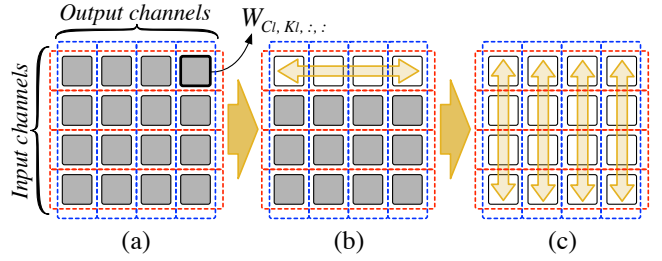 Output channels
W_{Cl, Kl, :, :}
Input channels
(a)
(b)
(c)